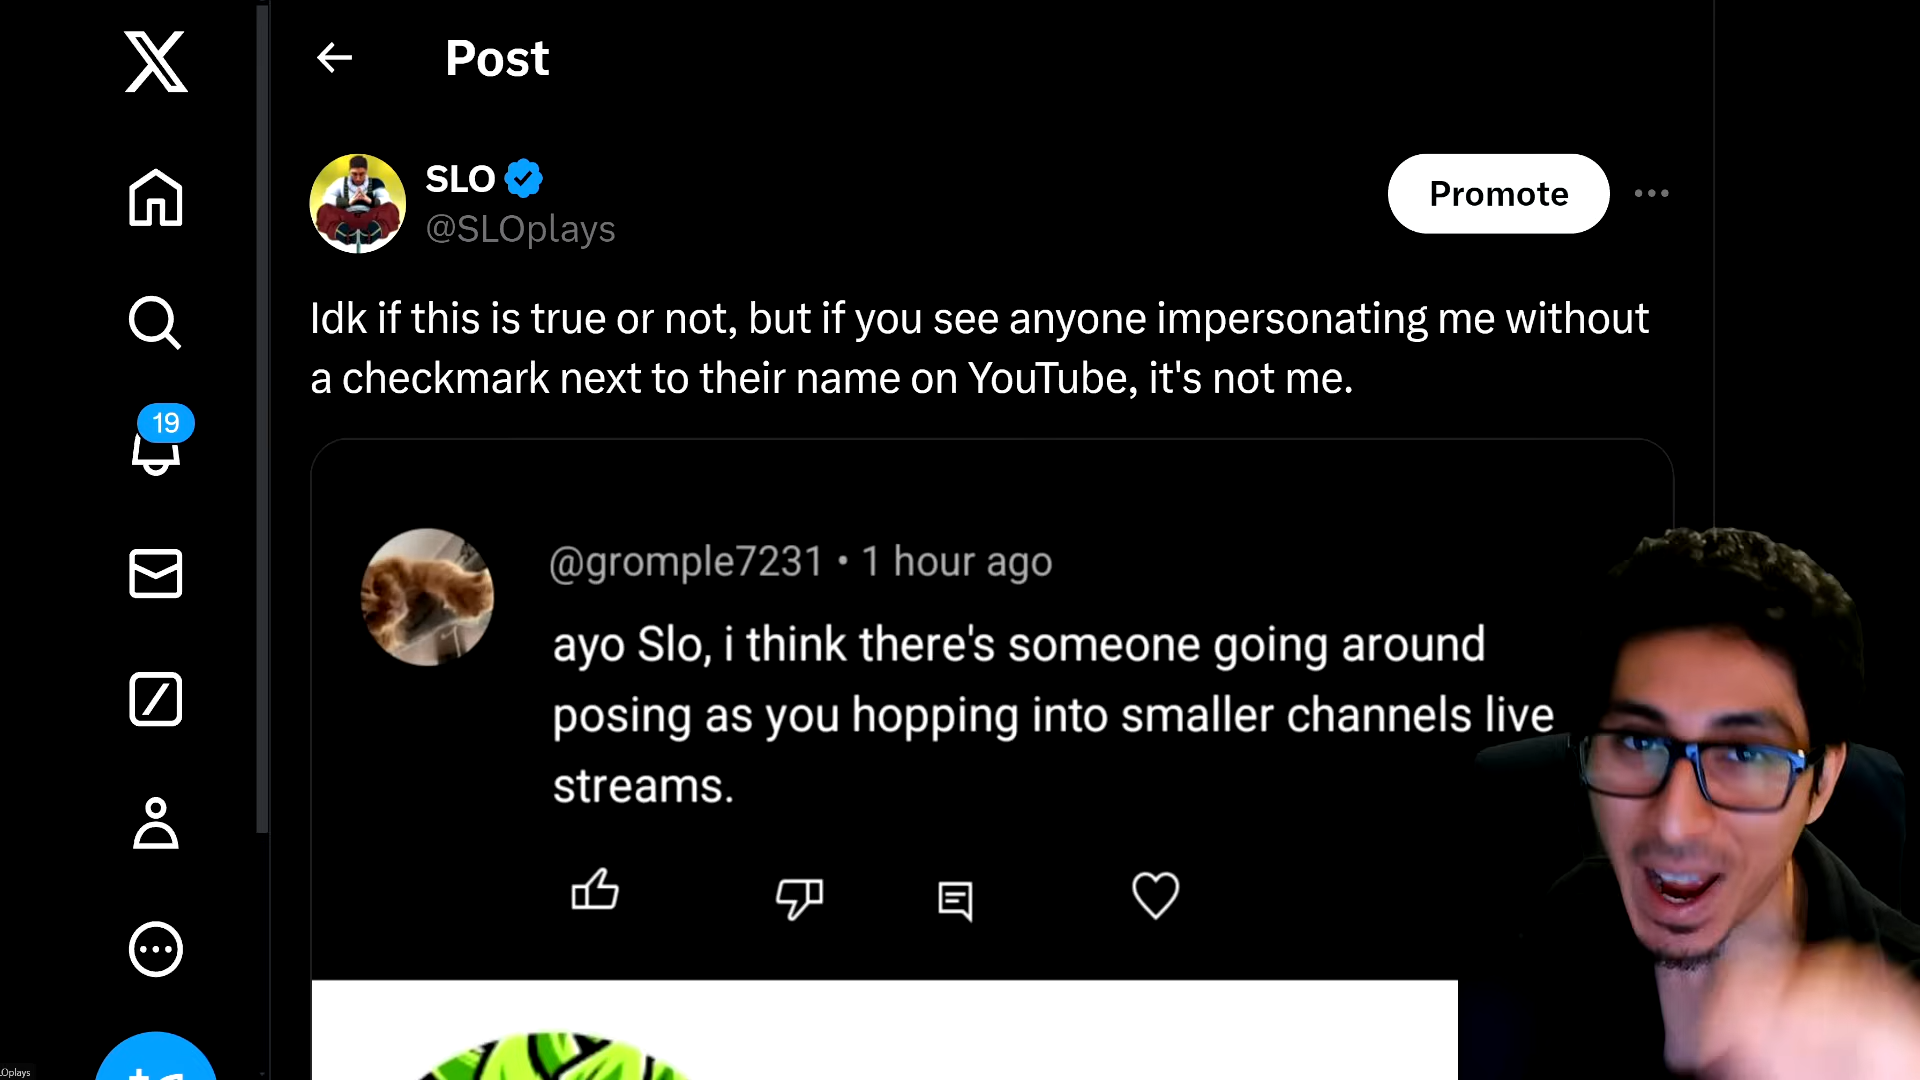 Post
SLO
@SLOplays
Promote
Idk if this is true or not, but if you see anyone impersonating me without
a checkmark next to their name on YouTube, it's not me.
19
@gromple7231 • 1 hour ago
ayo Slo, i think there's someone going around
posing as you hopping into smaller channels live
streams.
LOplays